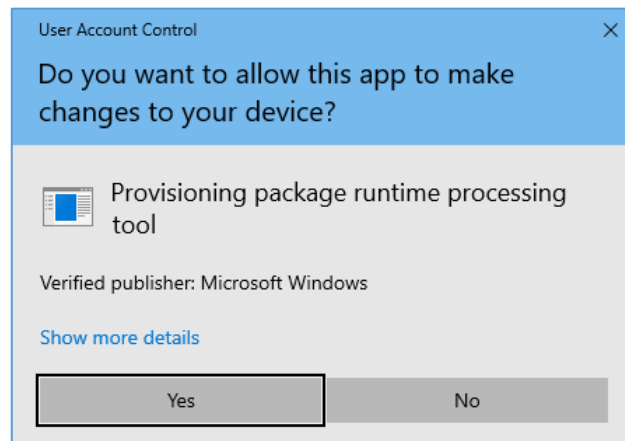 User Account Control
Do you want to allow this app to make
changes to your device?
Provisioning package runtime processing
tool
Verified publisher: Microsoft Windows
Show more details
Yes
No